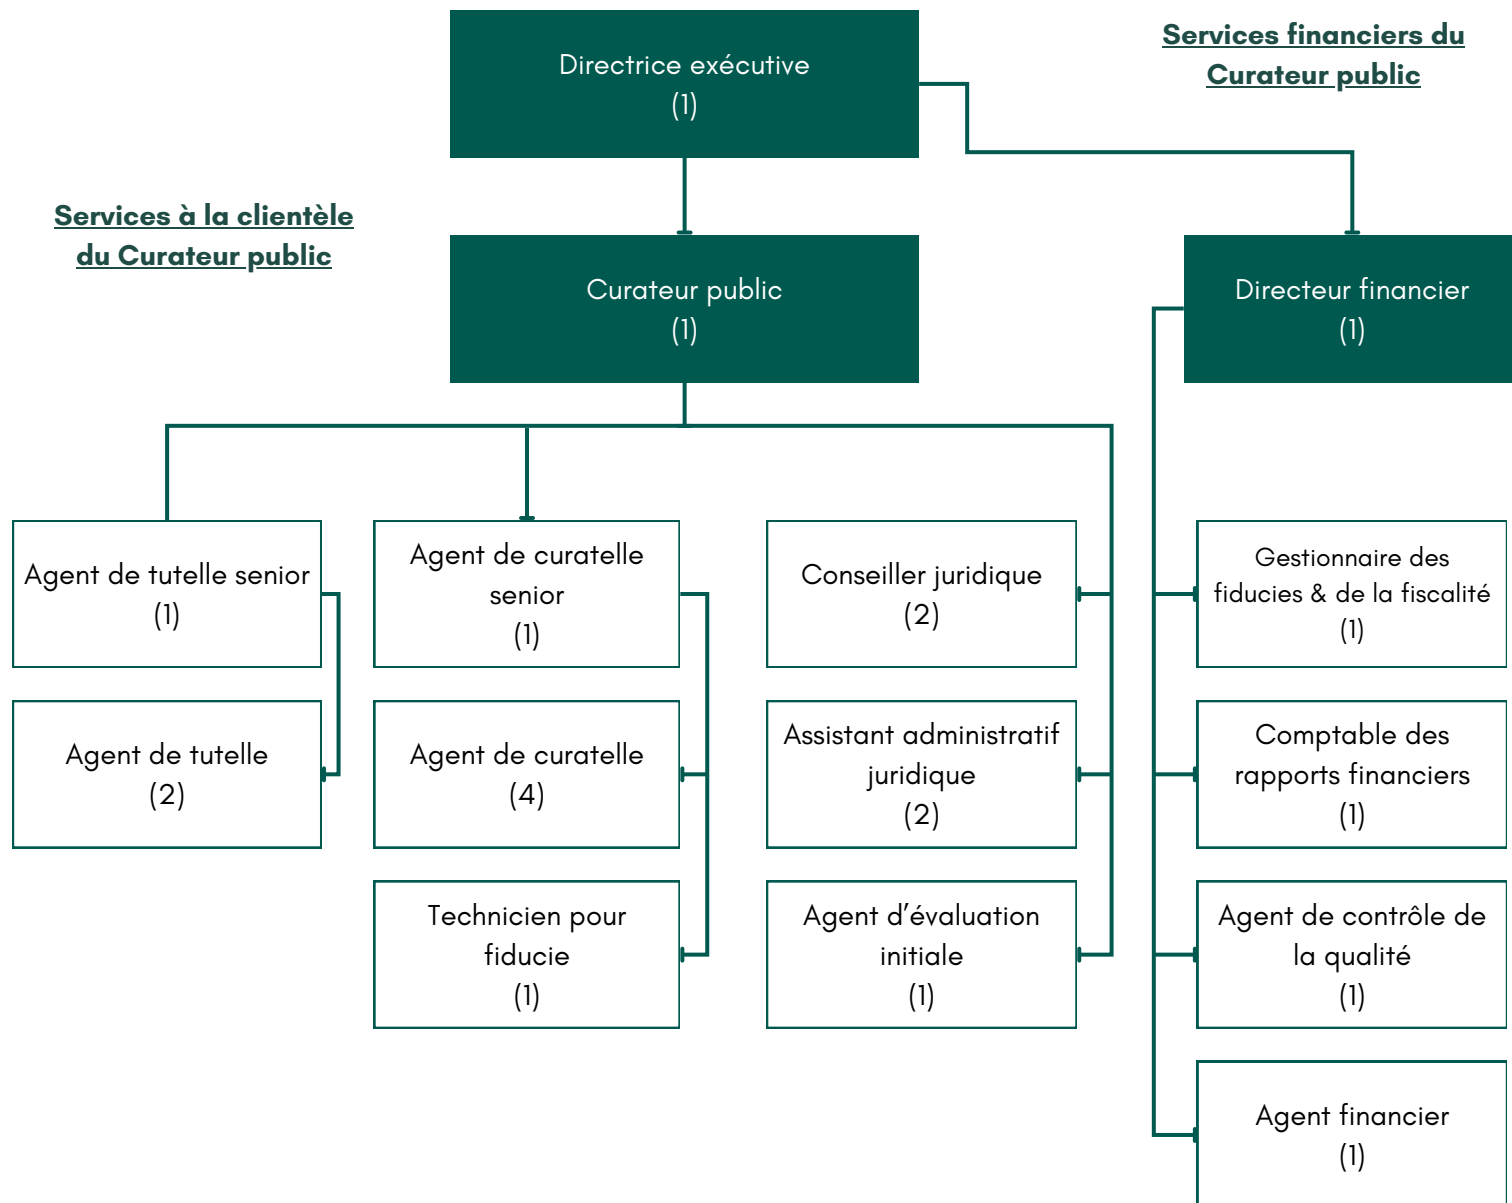 Directrice exécutive
(1)
Services financiers du
Curateur public
Services à la clientèle
du Curateur public
Curateur public
(1)
Directeur financier
(1)
Agent de tutelle senior
(1)
Agent de curatelle
senior
(1)
Conseiller juridique
(2)
Gestionnaire des
fiducies & de la fiscalité
(1)
Agent de tutelle
(2)
Agent de curatelle
(4)
Assistant administratif
juridique
(2)
Comptable des
rapports financiers
(1)
Technicien pour
fiducie
(1)
Agent d’évaluation
initiale
(1)
Agent de contrôle de
la qualité
(1)
Agent financier
(1)